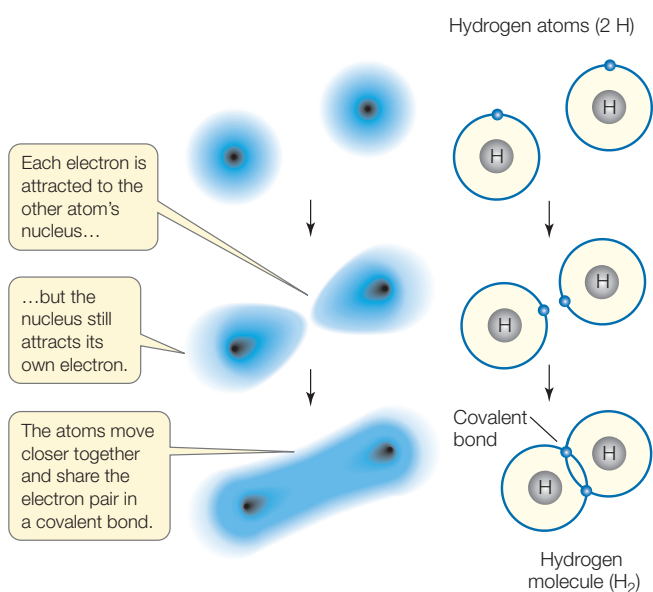 Hydrogen atoms (2 H)
H
H
Each electron is
attracted to the
other atom's
nucleus…
…but the
nucleus still
attracts its
own electron.
H
H
The atoms move
closer together
and share the
electron pair in
a covalent bond.
Covalent
bond
H
H
Hydrogen
molecule (H₂)